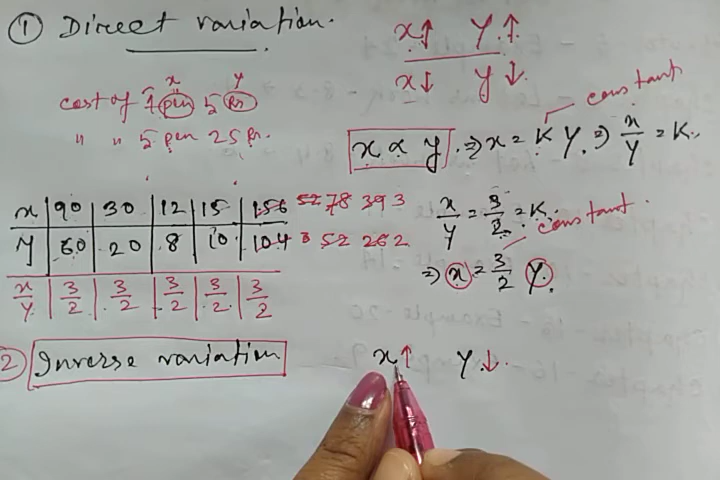 ① Direct variation.
x↑ y.↑
x↓ y↓.
constant
x y
cost of 1 pen 5 Rs
" " 5 pen 25 Rs.
x ∝ y ⇒ x = K y. ⇒ x/y = K.
x 90 30 12 15 156 52 78 39 3
y 60 20 8 10 104 52 26 2
x/y 3/2 3/2 3/2 3/2 3/2
x/y = 3/2 = K.
constant.
⇒ x = 3/2 y.
② Inverse variation
x↑ y↓.